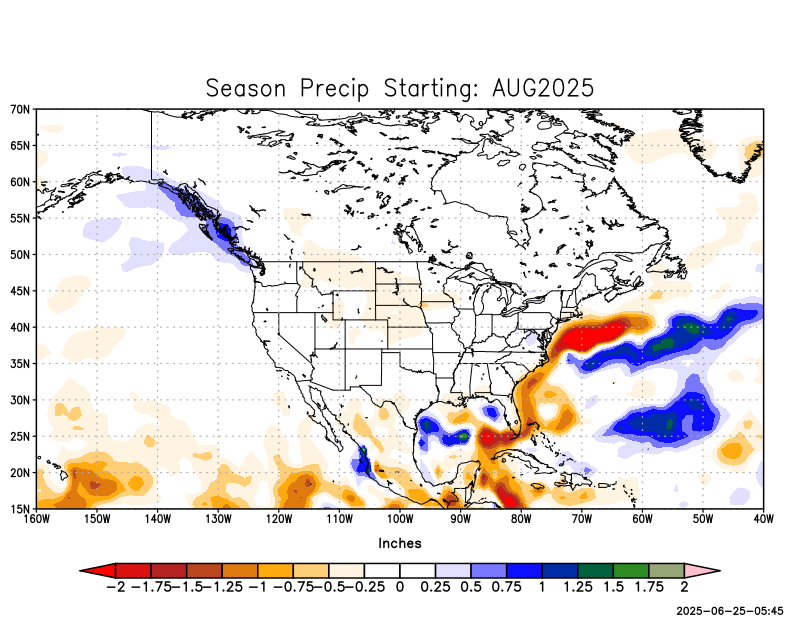 Season Precip Starting: AUG2025
70N
65N
60N
55N
50N
45N
40N
35N
30N
25N
20N
15N
160W 150W 140W 130W 120W 110W 100W 90W 80W 70W 60W 50W 40W
Inches
−2 −1.75 −1.5 −1.25 −1 −0.75 −0.5 −0.25 0 0.25 0.5 0.75 1 1.25 1.5 1.75 2
2025-06-25-05:45